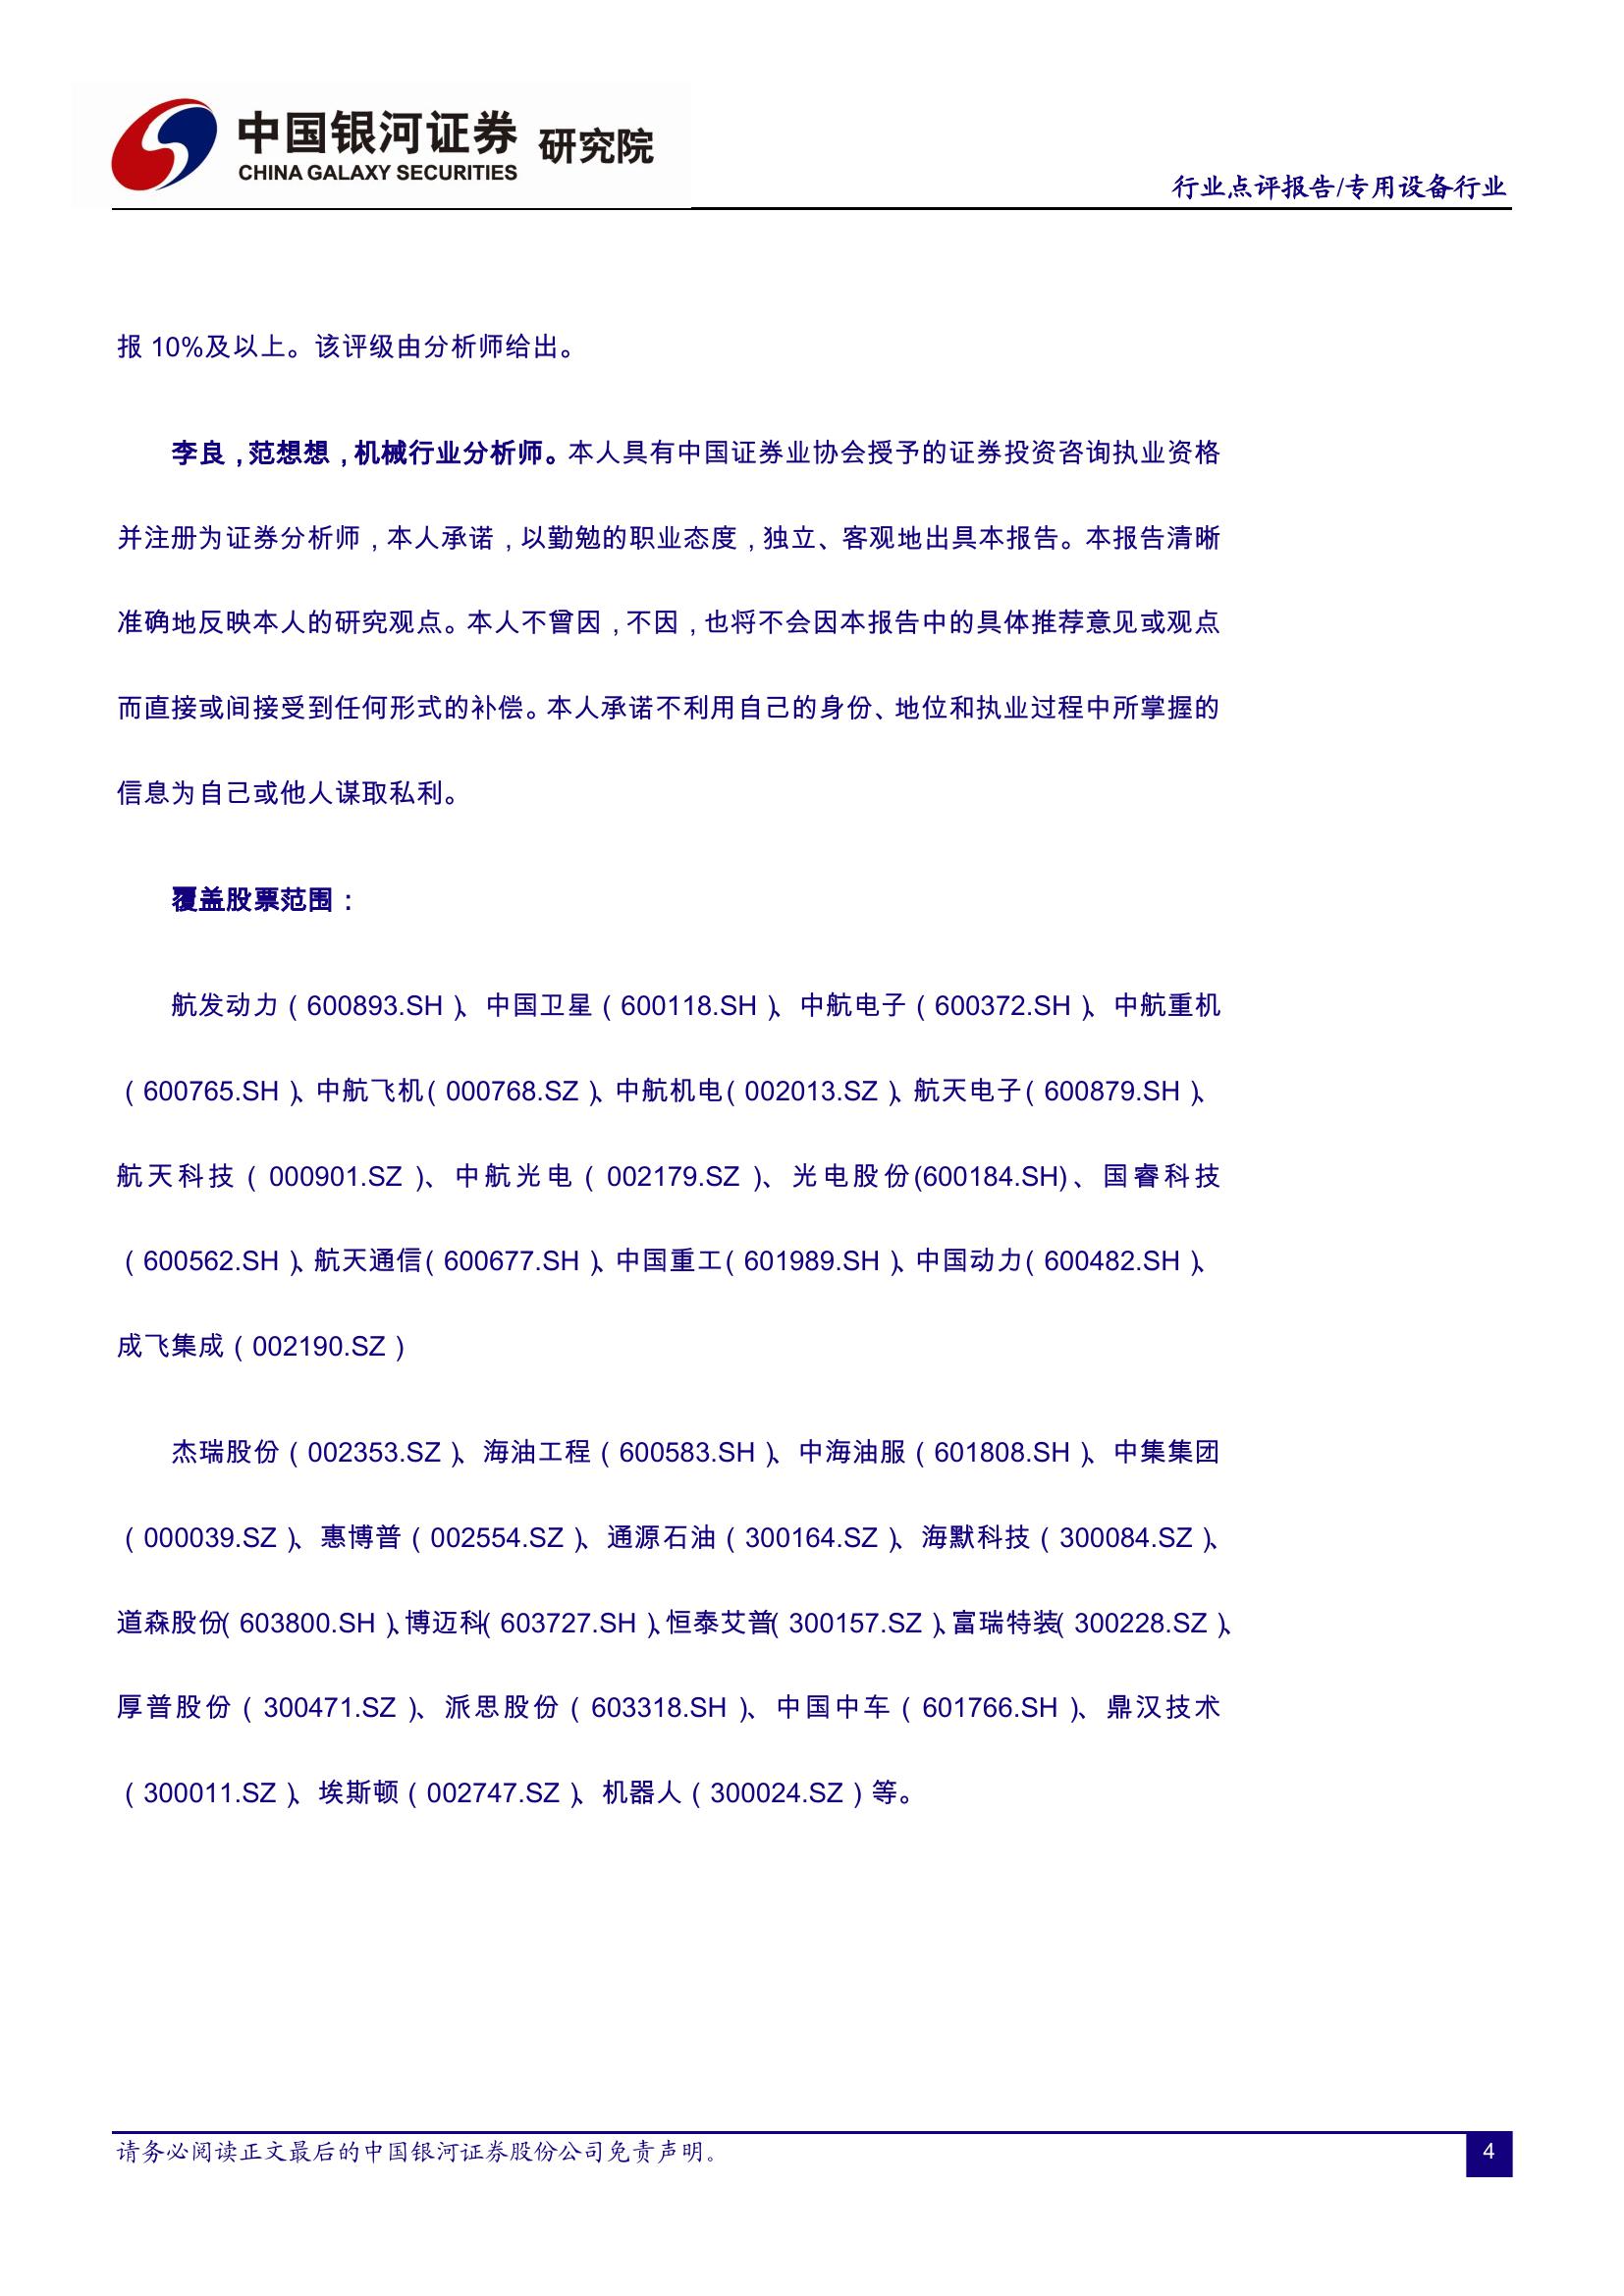 中国银河证券 研究院
CHINA GALAXY SECURITIES
行业点评报告/专用设备行业
报 10%及以上。该评级由分析师给出。
李良，范想想，机械行业分析师。本人具有中国证券业协会授予的证券投资咨询执业资格
并注册为证券分析师，本人承诺，以勤勉的职业态度，独立、客观地出具本报告。本报告清晰
准确地反映本人的研究观点。本人不曾因，不因，也将不会因本报告中的具体推荐意见或观点
而直接或间接受到任何形式的补偿。本人承诺不利用自己的身份、地位和执业过程中所掌握的
信息为自己或他人谋取私利。
覆盖股票范围：
航发动力（600893.SH）、中国卫星（600118.SH）、中航电子（600372.SH）、中航重机
（600765.SH）、中航飞机（000768.SZ）、中航机电（002013.SZ）、航天电子（600879.SH）、
航天科技（000901.SZ）、中航光电（002179.SZ）、光电股份(600184.SH)、国睿科技
（600562.SH）、航天通信（600677.SH）、中国重工（601989.SH）、中国动力（600482.SH）、
成飞集成（002190.SZ）
杰瑞股份（002353.SZ）、海油工程（600583.SH）、中海油服（601808.SH）、中集集团
（000039.SZ）、惠博普（002554.SZ）、通源石油（300164.SZ）、海默科技（300084.SZ）、
道森股份（603800.SH）、博迈科（603727.SH）、恒泰艾普（300157.SZ）、富瑞特装（300228.SZ）、
厚普股份（300471.SZ）、派思股份（603318.SH）、中国中车（601766.SH）、鼎汉技术
（300011.SZ）、埃斯顿（002747.SZ）、机器人（300024.SZ）等。
请务必阅读正文最后的中国银河证券股份公司免责声明。
4